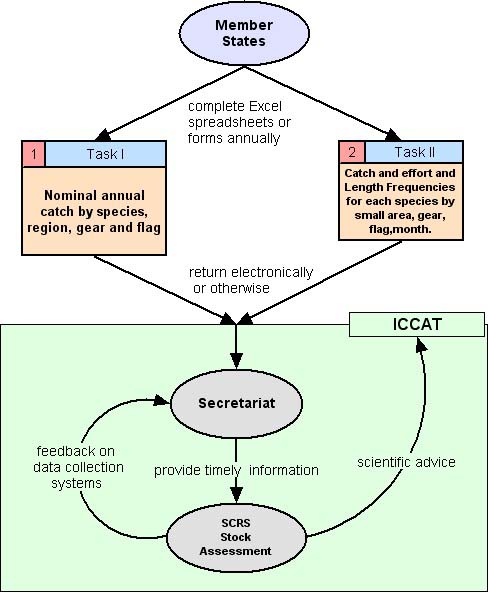 Member
States
complete Excel
spreadsheets or
forms annually
1
Task I
Nominal annual
catch by species,
region, gear and flag
2
Task II
Catch and effort and
Length Frequencies
for each species by
small area, gear,
flag,month.
return electronically
or otherwise
ICCAT
Secretariat
feedback on
data collection
systems
provide timely information
scientific advice
SCRS
Stock
Assessment